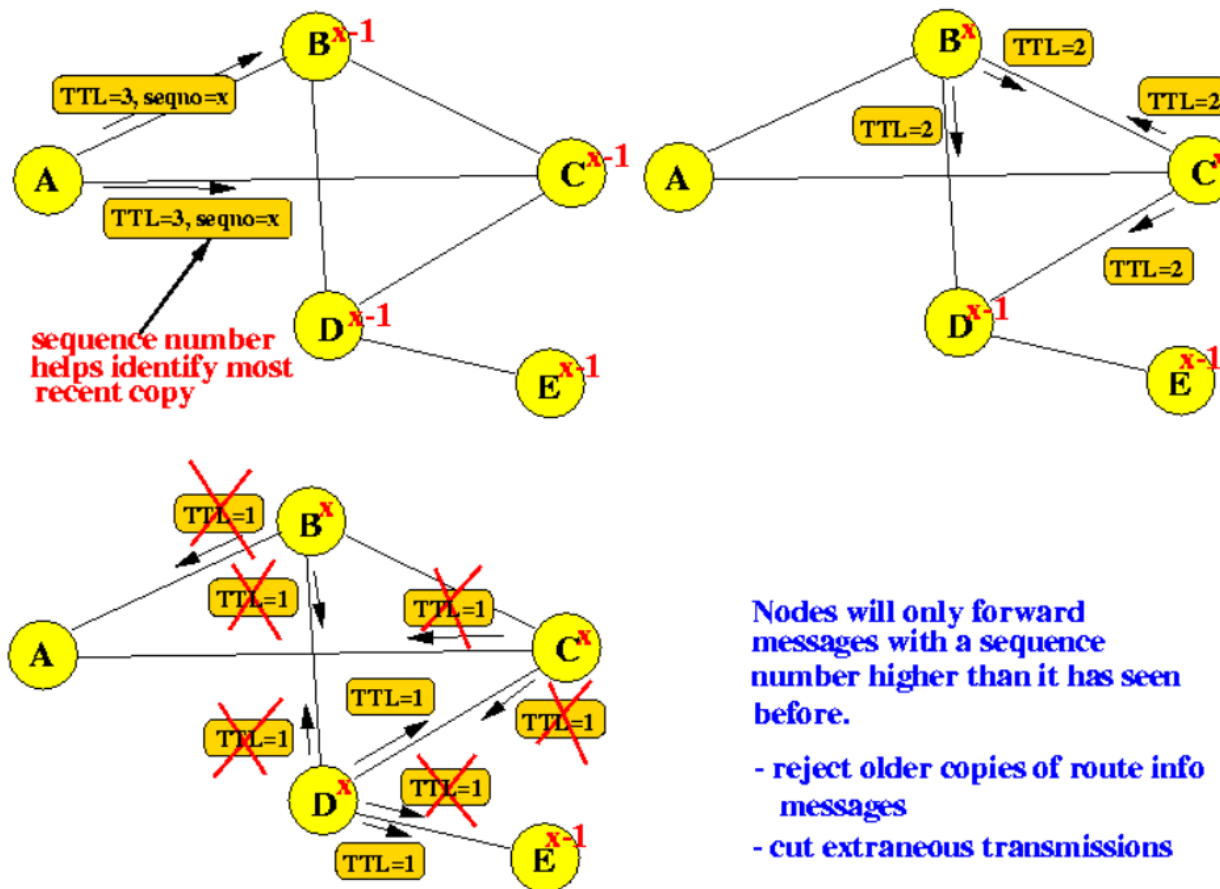 B x-1
TTL=3, seqno=x
A
C x-1
TTL=3, seqno=x
D x-1
sequence number
helps identify most
recent copy
E x-1
B x
TTL=2
TTL=2
TTL=2
A
C x
TTL=2
D x-1
E x-1
TTL=1
B x
TTL=1
TTL=1
A
C x
TTL=1
TTL=1
TTL=1
TTL=1
D x
TTL=1
E x-1
Nodes will only forward
messages with a sequence
number higher than it has seen
before.
- reject older copies of route info
messages
- cut extraneous transmissions